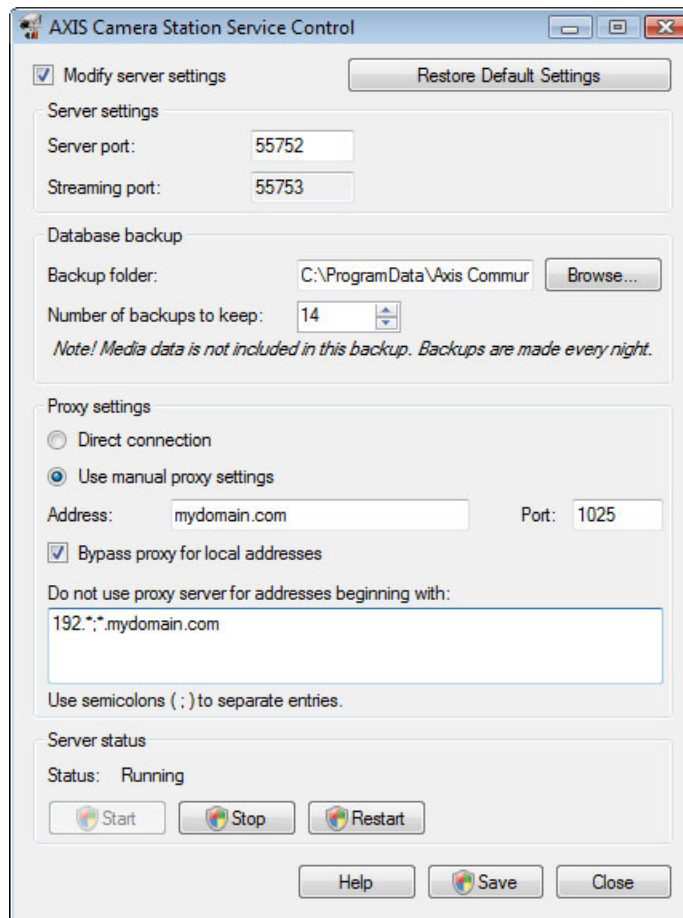 AXIS Camera Station Service Control
Modify server settings
Restore Default Settings
Server settings
Server port: 55752
Streaming port: 55753
Database backup
Backup folder: C:\ProgramData\Axis Commur Browse...
Number of backups to keep: 14
Note! Media data is not included in this backup. Backups are made every night.
Proxy settings
Direct connection
Use manual proxy settings
Address: mydomain.com Port: 1025
Bypass proxy for local addresses
Do not use proxy server for addresses beginning with:
192.*;*.mydomain.com
Use semicolons ( ; ) to separate entries.
Server status
Status: Running
Start Stop Restart
Help Save Close